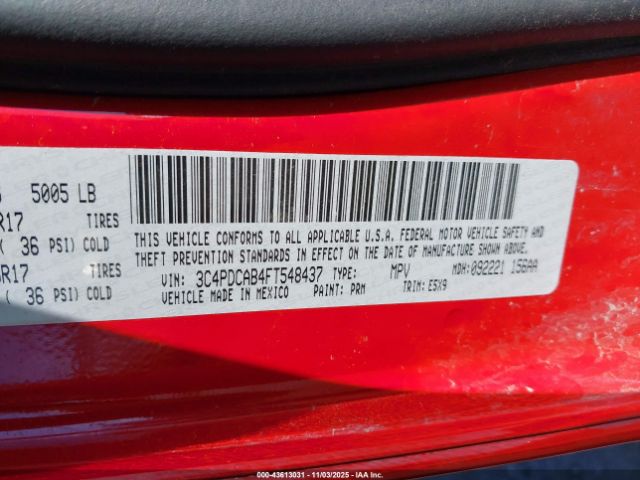 5005 LB
R17 TIRES
( 36 PSI) COLD
R17 TIRES
( 36 PSI) COLD
THIS VEHICLE CONFORMS TO ALL APPLICABLE U.S.A. FEDERAL MOTOR VEHICLE SAFETY AND
THEFT PREVENTION STANDARDS IN EFFECT ON THE DATE OF MANUFACTURE SHOWN ABOVE.
VIN: 3C4PDCAB4FT548437 TYPE: MPV MDH:092221 156AA
VEHICLE MADE IN MEXICO PAINT: PRM TRIM: E5X9
000-43613031 - 11/03/2025 - IAA Inc.